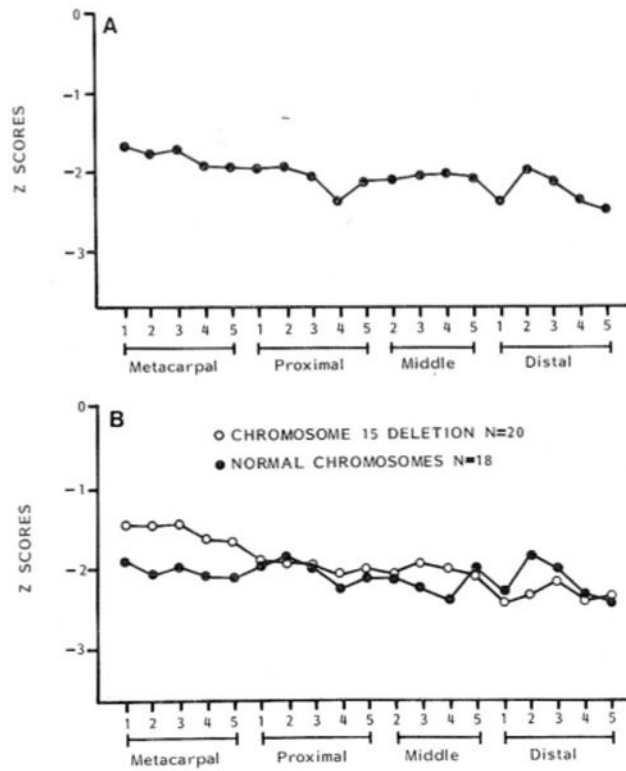 A
0
-1
-2
-3
Z SCORES
1 2 3 4 5 1 2 3 4 5 2 3 4 5 1 2 3 4 5
Metacarpal Proximal Middle Distal
B
0
CHROMOSOME 15 DELETION N=20
NORMAL CHROMOSOMES N=18
-1
-2
-3
Z SCORES
1 2 3 4 5 1 2 3 4 5 2 3 4 5 1 2 3 4 5
Metacarpal Proximal Middle Distal